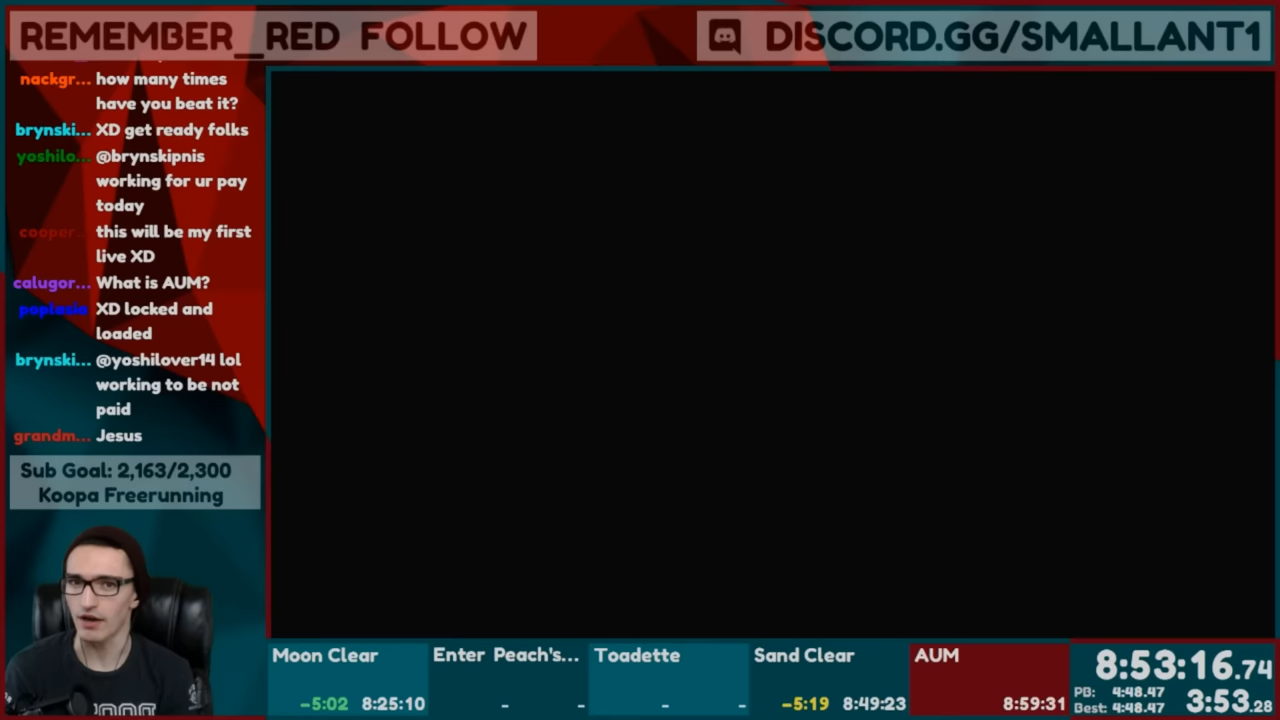 REMEMBER_RED FOLLOW
DISCORD.GG/SMALLANT1
nackgr... how many times
have you beat it?
brynski... XD get ready folks
yoshilo... @brynskipnis
working for ur pay
today
cooper... this will be my first
live XD
calugor... What is AUM?
poptasio XD locked and
loaded
brynski... @yoshilover14 lol
working to be not
paid
grandm... Jesus
Sub Goal: 2,163/2,300
Koopa Freerunning
Moon Clear
-5:02 8:25:10
Enter Peach's...
- -
Toadette
- -
Sand Clear
-5:19 8:49:23
AUM
8:59:31
8:53:16.74
PB: 4:48.47
Best: 4:48.47
3:53.28